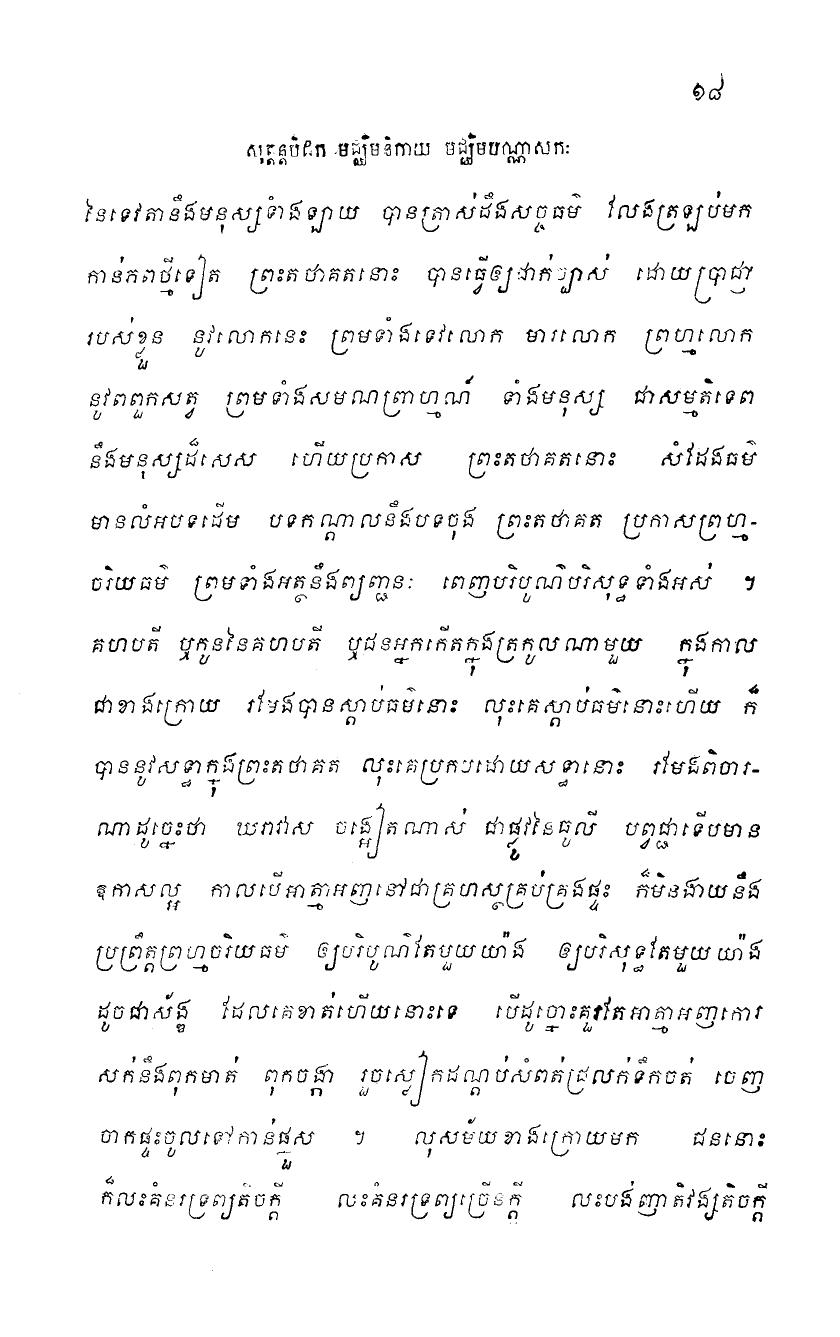 ១៨
សុត្តន្តបិដក មជ្ឈិមនិកាយ មជ្ឈិមបណ្ណាសកៈ
នៃទេវតានឹងមនុស្សទាំងឡាយ បានត្រាស់ដឹងសច្ចធម៌ លែងត្រឡប់មក
កាន់ភពថ្មីទៀត ព្រះតថាគតនោះ បានធ្វើឲ្យជាក់ច្បាស់ ដោយប្រាជ្ញា
របស់ខ្លួន នូវលោកនេះ ព្រមទាំងទេវលោក មារលោក ព្រហ្មលោក
នូវពពួកសត្វ ព្រមទាំងសមណព្រាហ្មណ៍ ទាំងមនុស្ស ជាសម្មតិទេព
នឹងមនុស្សដ៏សេស ហើយប្រកាស ព្រះតថាគតនោះ សំដែងធម៌
មានលំអបទដើម បទកណ្តាលនឹងបទចុង ព្រះតថាគត ប្រកាសព្រហ្ម-
ចរិយធម៌ ព្រមទាំងអត្ថនឹងព្យញ្ជនៈ ពេញបរិបូណ៌បរិសុទ្ធទាំងអស់ ។
គហបតី ឬកូននៃគហបតី ឬជនអ្នកកើតក្នុងត្រកូលណាមួយ ក្នុងកាល
ជាខាងក្រោយ រមែងបានស្តាប់ធម៌នោះ លុះគេស្តាប់ធម៌នោះហើយ ក៏
បាននូវសទ្ធាក្នុងព្រះតថាគត លុះគេប្រកបដោយសទ្ធានោះ រមែងពិចារ-
ណាដូច្នេះថា ឃរាវាស ចង្អៀតណាស់ ជាផ្លូវនៃធូលី បព្វជ្ជាទើបមាន
ឱកាសល្អ កាលបើអាត្មាអញនៅជាគ្រហស្ថគ្រប់គ្រងផ្ទះ ក៏មិនងាយនឹង
ប្រព្រឹត្តព្រហ្មចរិយធម៌ ឲ្យបរិបូណ៌តែមួយយ៉ាង ឲ្យបរិសុទ្ធតែមួយយ៉ាង
ដូចជាស័ង្ខ ដែលគេខាត់ហើយនោះទេ បើដូច្នោះគួរតែអាត្មាអញកោរ
សក់នឹងពុកមាត់ ពុកចង្កា រួចស្លៀកដណ្តប់សំពត់ជ្រលក់ទឹកចត់ ចេញ
ចាកផ្ទះចូលទៅកាន់ផ្នួស ។ លុសម័យខាងក្រោយមក ជននោះ
ក៏លះគំនរទ្រព្យតិចក្តី លះគំនរទ្រព្យច្រើនក្តី លះបង់ញាតិវង្សតិចក្តី